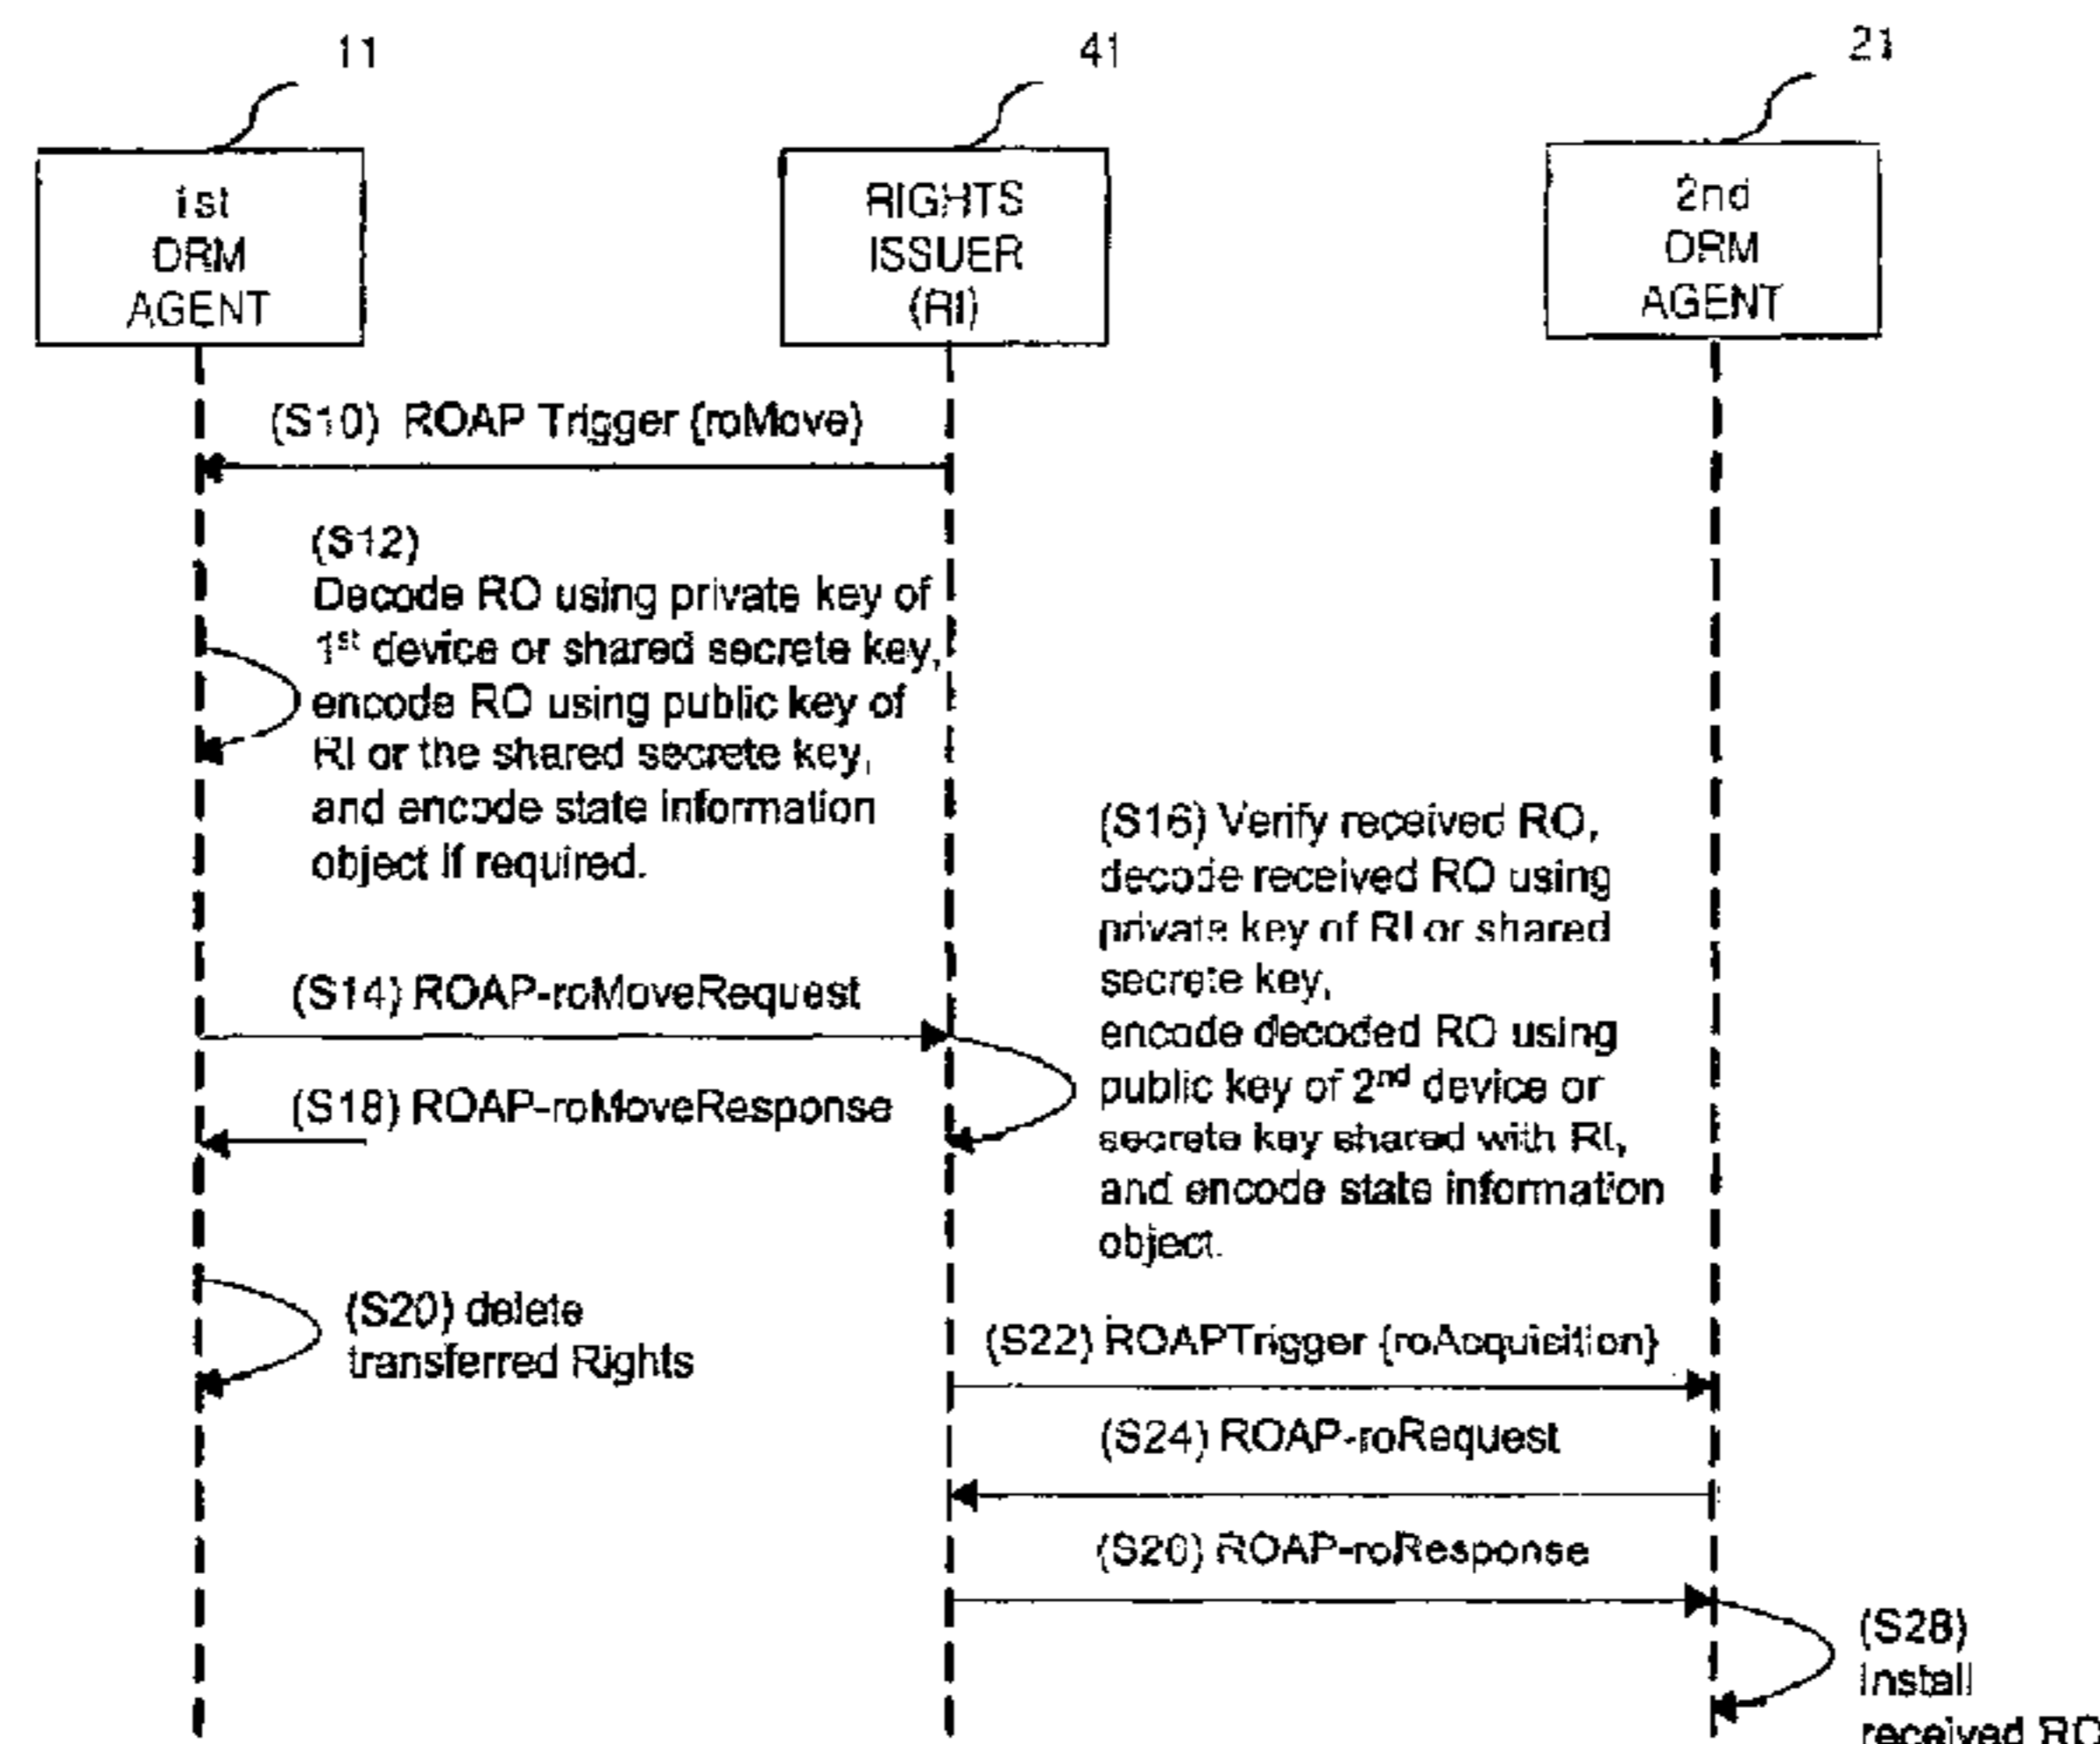 11
41
21
1st
DRM
AGENT
RIGHTS
ISSUER
(RI)
2nd
DRM
AGENT
(S10) ROAP Trigger {roMove}
(S12)
Decode RO using private key of
1st device or shared secrete key,
encode RO using public key of
RI or the shared secrete key,
and encode state information
object if required.
(S14) ROAP-roMoveRequest
(S16) Verify received RO,
decode received RO using
private key of RI or shared
secrete key,
encode decoded RO using
public key of 2nd device or
secrete key shared with RI,
and encode state information
object.
(S18) ROAP-roMoveResponse
(S20) delete
transferred Rights
(S22) ROAPTrigger {roAcquisition}
(S24) ROAP-roRequest
(S26) ROAP-roResponse
(S28)
Install
received RO